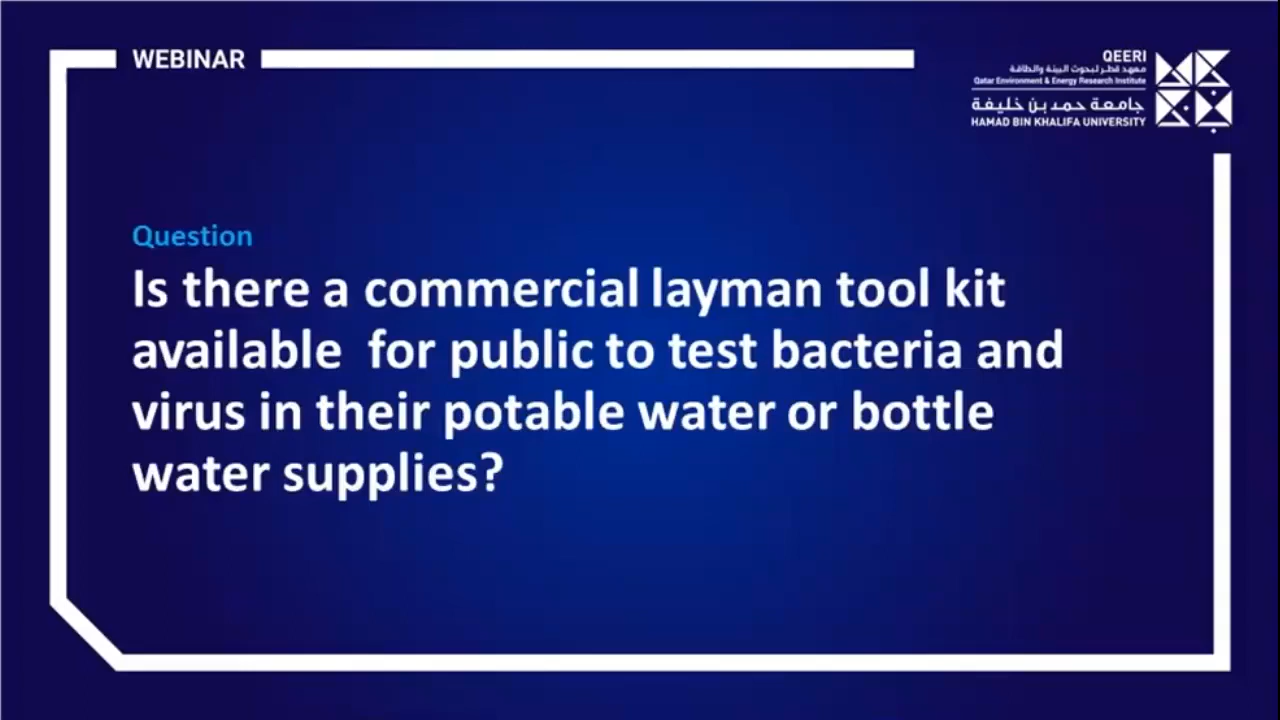 WEBINAR
QEERI
معهد قطر لبحوث البيئة والطاقة
Qatar Environment & Energy Research Institute
جامعة حمد بن خليفة
HAMAD BIN KHALIFA UNIVERSITY
Question
Is there a commercial layman tool kit
available  for public to test bacteria and
virus in their potable water or bottle
water supplies?